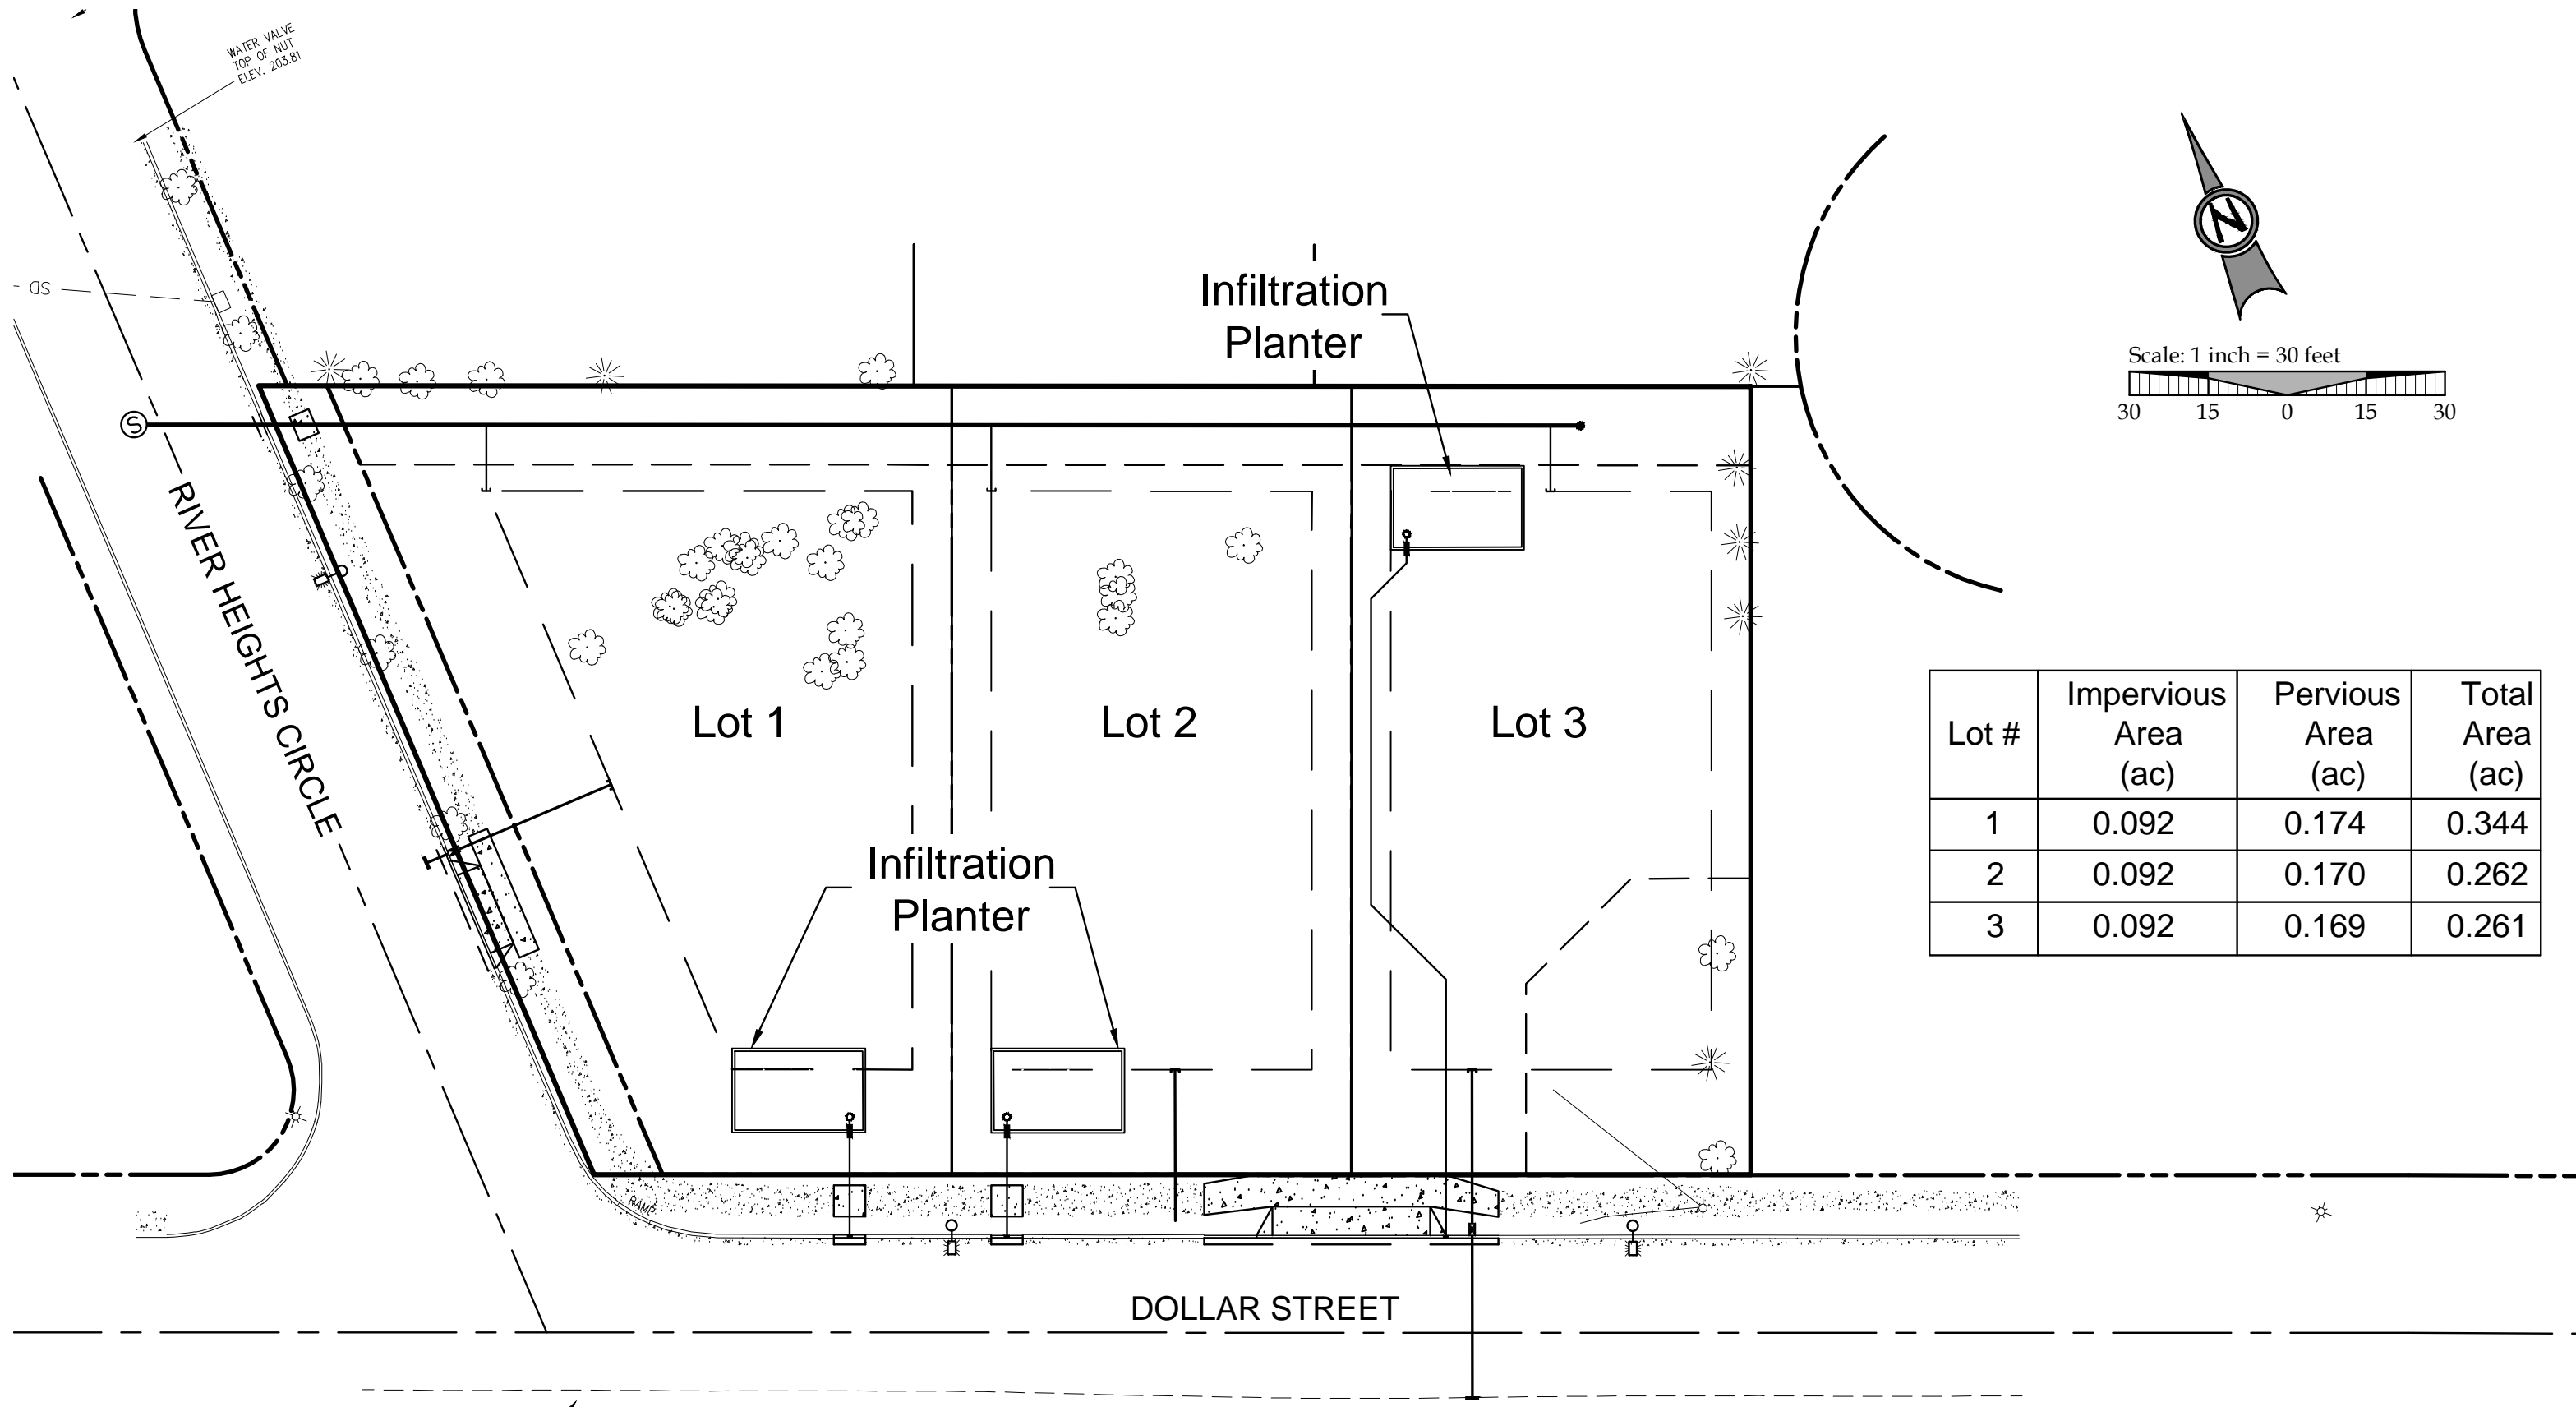 WATER VALVE
TOP OF NUT
ELEV. 203.81
SD
Infiltration
Planter
N
Scale: 1 inch = 30 feet
30 15 0 15 30
S
RIVER HEIGHTS CIRCLE
Lot 1
Lot 2
Lot 3
Lot # Impervious Area (ac) Pervious Area (ac) Total Area (ac)
1 0.092 0.174 0.344
2 0.092 0.170 0.262
3 0.092 0.169 0.261
Infiltration
Planter
RAMP
DOLLAR STREET